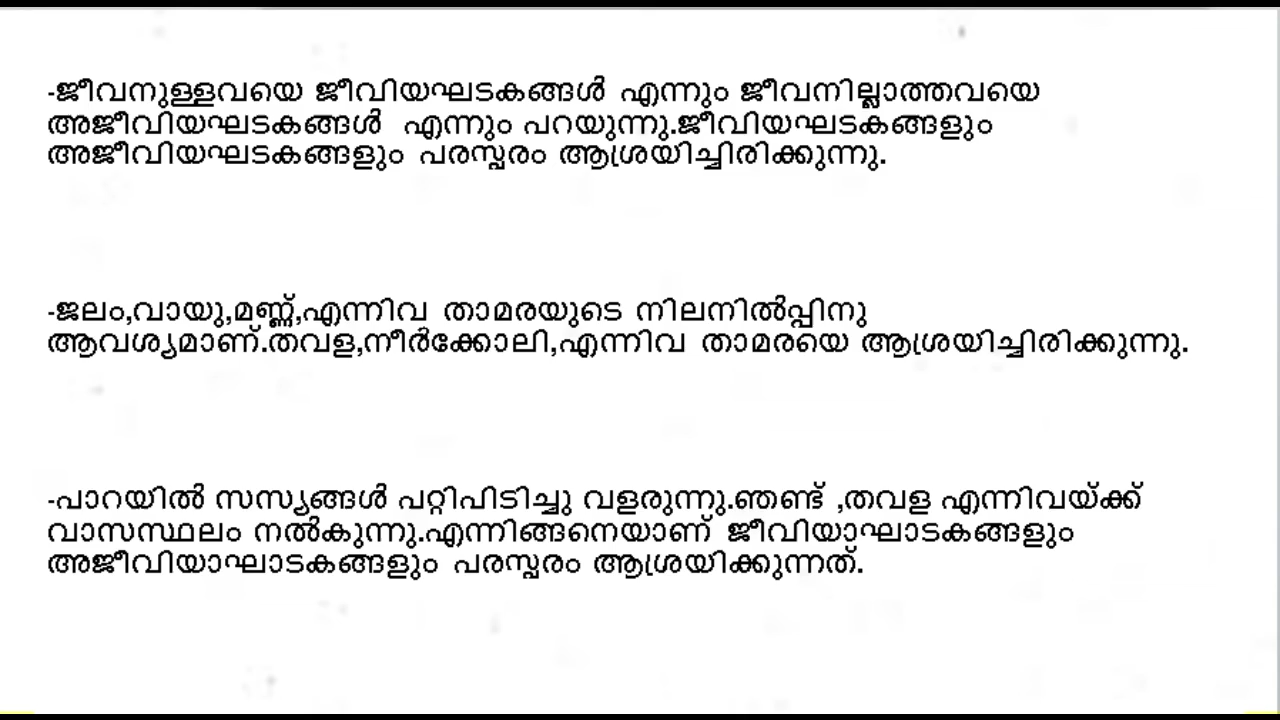 -ജീവനുള്ളവയെ ജീവിയഘടകങ്ങൾ എന്നും ജീവനില്ലാത്തവയെ
അജീവിയഘടകങ്ങൾ എന്നും പറയുന്നു.ജീവിയഘടകങ്ങളും
അജീവിയഘടകങ്ങളും പരസ്പരം ആശ്രയിച്ചിരിക്കുന്നു.
-ജലം,വായു,മണ്ണ്,എന്നിവ താമരയുടെ നിലനിൽപ്പിനു
ആവശ്യമാണ്.തവള,നീർക്കോലി,എന്നിവ താമരയെ ആശ്രയിച്ചിരിക്കുന്നു.
-പാറയിൽ സസ്യങ്ങൾ പറ്റിപിടിച്ചു വളരുന്നു.ഞണ്ട് ,തവള എന്നിവയ്ക്ക്
വാസസ്ഥലം നൽകുന്നു.എന്നിങ്ങനെയാണ് ജീവിയാഘാടകങ്ങളും
അജീവിയാഘാടകങ്ങളും പരസ്പരം ആശ്രയിക്കുന്നത്.